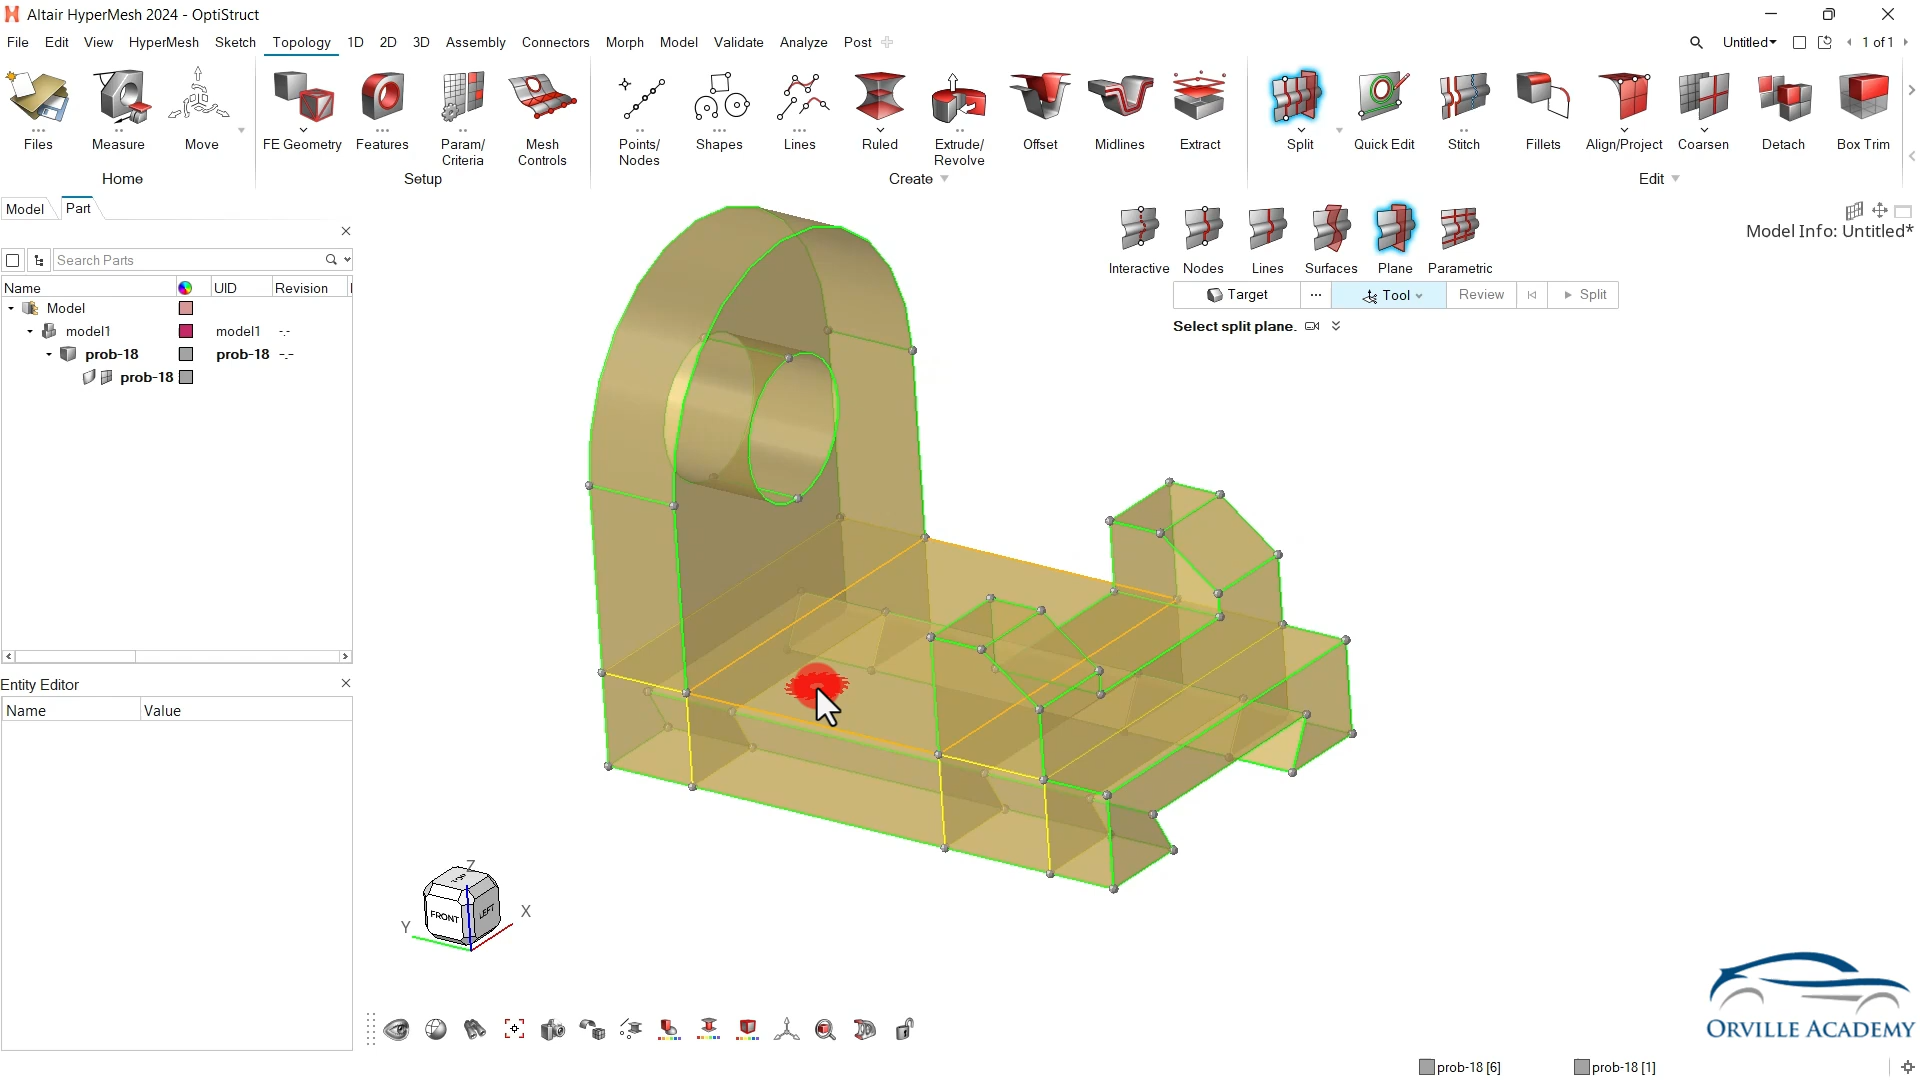 Altair HyperMesh 2024 - OptiStruct
File Edit View HyperMesh Sketch Topology 1D 2D 3D Assembly Connectors Morph Model Validate Analyze Post
Untitled 1 of 1
Files Measure Move FE Geometry Features Param/ Criteria Mesh Controls Points/ Nodes Shapes Lines Ruled Extrude/ Revolve Offset Midlines Extract Split Quick Edit Stitch Fillets Align/Project Coarsen Detach Box Trim
Home Setup Create Edit
Model Part
Interactive Nodes Lines Surfaces Plane Parametric
Model Info: Untitled*
Search Parts
Target Tool Review Split
Select split plane.
Name UID Revision
Model
model1 model1 -.-
prob-18 prob-18 -.-
prob-18
Entity Editor
Name Value
Z
TOP
FRONT LEFT
X
Y
ORVILLE ACADEMY
prob-18 [6] prob-18 [1]